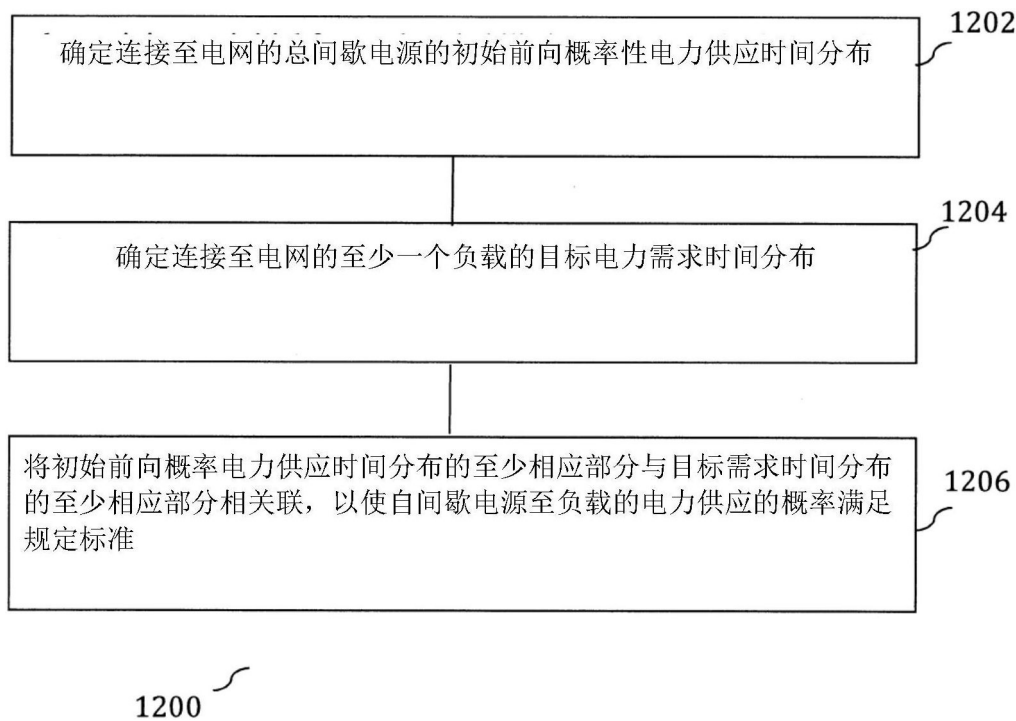 1202
确定连接至电网的总间歇电源的初始前向概率性电力供应时间分布
1204
确定连接至电网的至少一个负载的目标电力需求时间分布
将初始前向概率电力供应时间分布的至少相应部分与目标需求时间分布
的至少相应部分相关联，以使自间歇电源至负载的电力供应的概率满足
规定标准
1206
1200